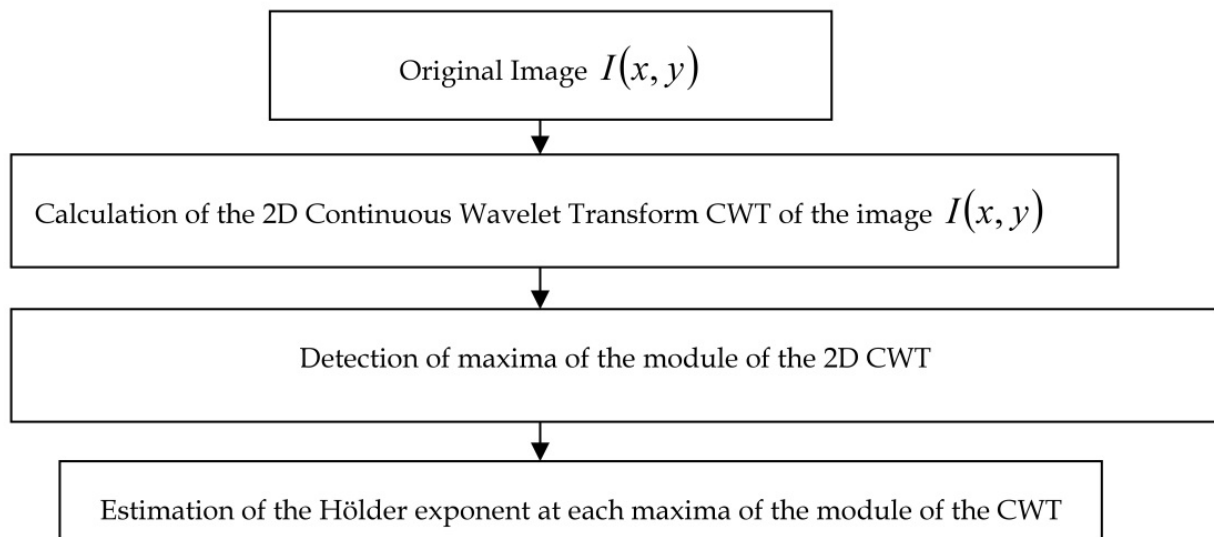 Original Image I(x, y)
Calculation of the 2D Continuous Wavelet Transform CWT of the image I(x, y)
Detection of maxima of the module of the 2D CWT
Estimation of the Hölder exponent at each maxima of the module of the CWT